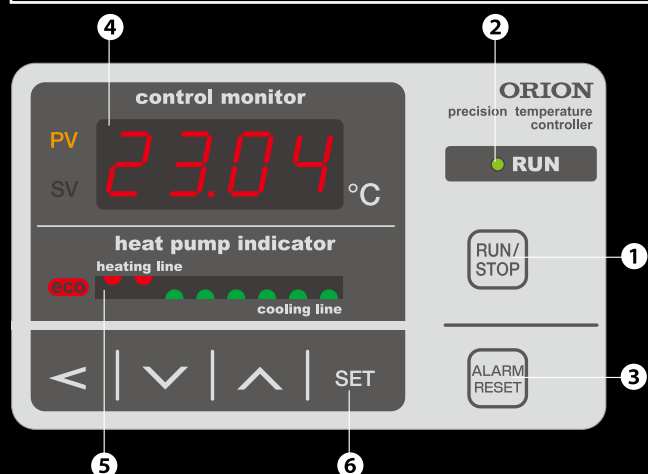 4
2
control monitor
ORION
precision temperature
controller
PV
23.04
SV
°C
RUN
heat pump indicator
heating line
eco
cooling line
RUN/
STOP
1
SET
ALARM
RESET
3
5
6